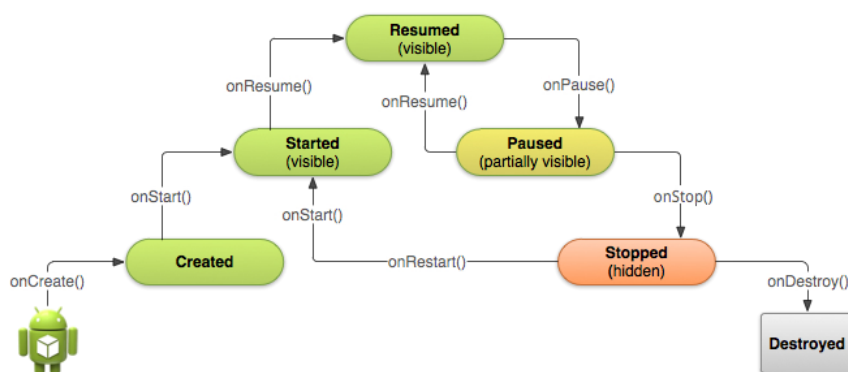 Resumed
(visible)
onResume()
onResume()
onPause()
Started
(visible)
Paused
(partially visible)
onStart()
onStart()
onStop()
Created
onRestart()
Stopped
(hidden)
onCreate()
onDestroy()
Destroyed